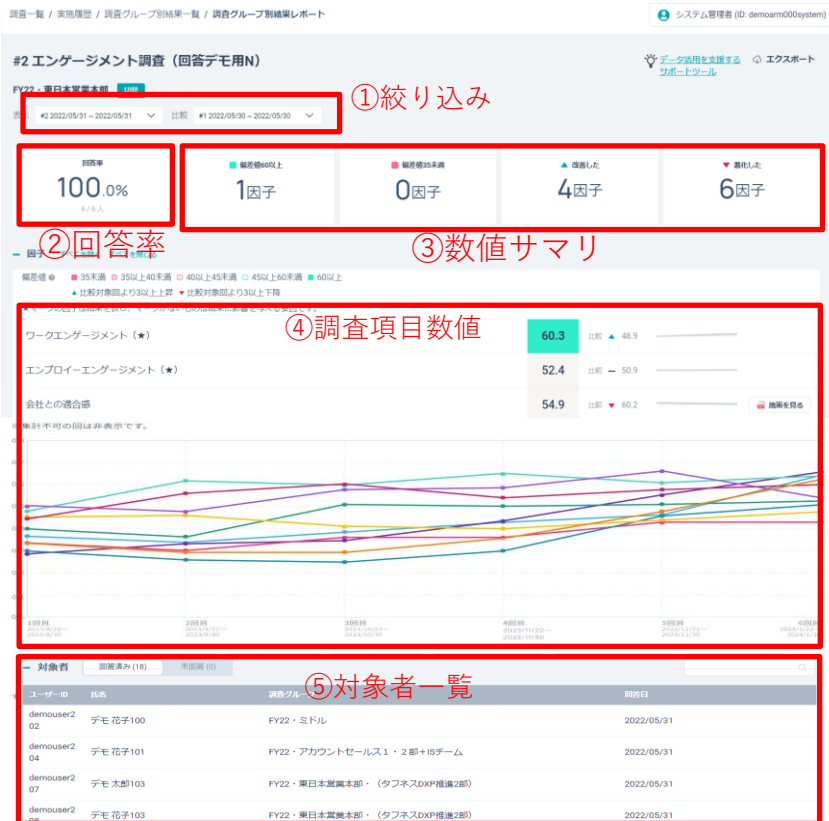 調査一覧 / 実施履歴 / 調査グループ別結果一覧 / 調査グループ別結果レポート
システム管理者 (ID: demoarm000system)
#2 エンゲージメント調査（回答デモ用N）
データ活用を支援する
サポートツール
エクスポート
FY22・東日本営業本部
①絞り込み
#2 2022/05/31 ~ 2022/05/31
比較
#1 2022/05/30 ~ 2022/05/30
回答率
100.0%
6 / 6 人
偏差値60以上
1因子
偏差値35未満
0因子
▲ 改善した
4因子
▼ 悪化した
6因子
②回答率
③数値サマリ
因子
偏差値
35未満
35以上40未満
40以上45未満
45以上60未満
60以上
▲ 比較対象回より3以上上昇 ▼ 比較対象回より3以上下降
④調査項目数値
ワークエンゲージメント（★） 60.3 比較 ▲ 48.9
エンプロイーエンゲージメント（★） 52.4 比較 ー 50.9
会社との適合感 54.9 比較 ▼ 60.2 施策を見る
※集計不可の回は非表示です。
1回目 2回目 3回目 4回目 5回目
対象者 回答済み (18) 未回答 (0)
⑤対象者一覧
ユーザーID 氏名 回答日
demouser2
02
デモ 花子100 FY22・ミドル 2022/05/31
demouser2
04
デモ 花子101 FY22・アカウントセールス1・2部+ISチーム 2022/05/31
demouser2
07
デモ 太郎103 FY22・東日本営業本部・（タフネスDXP推進2部） 2022/05/31
demouser2
デモ 花子103 FY22・東日本営業本部・（タフネスDXP推進2部） 2022/05/31